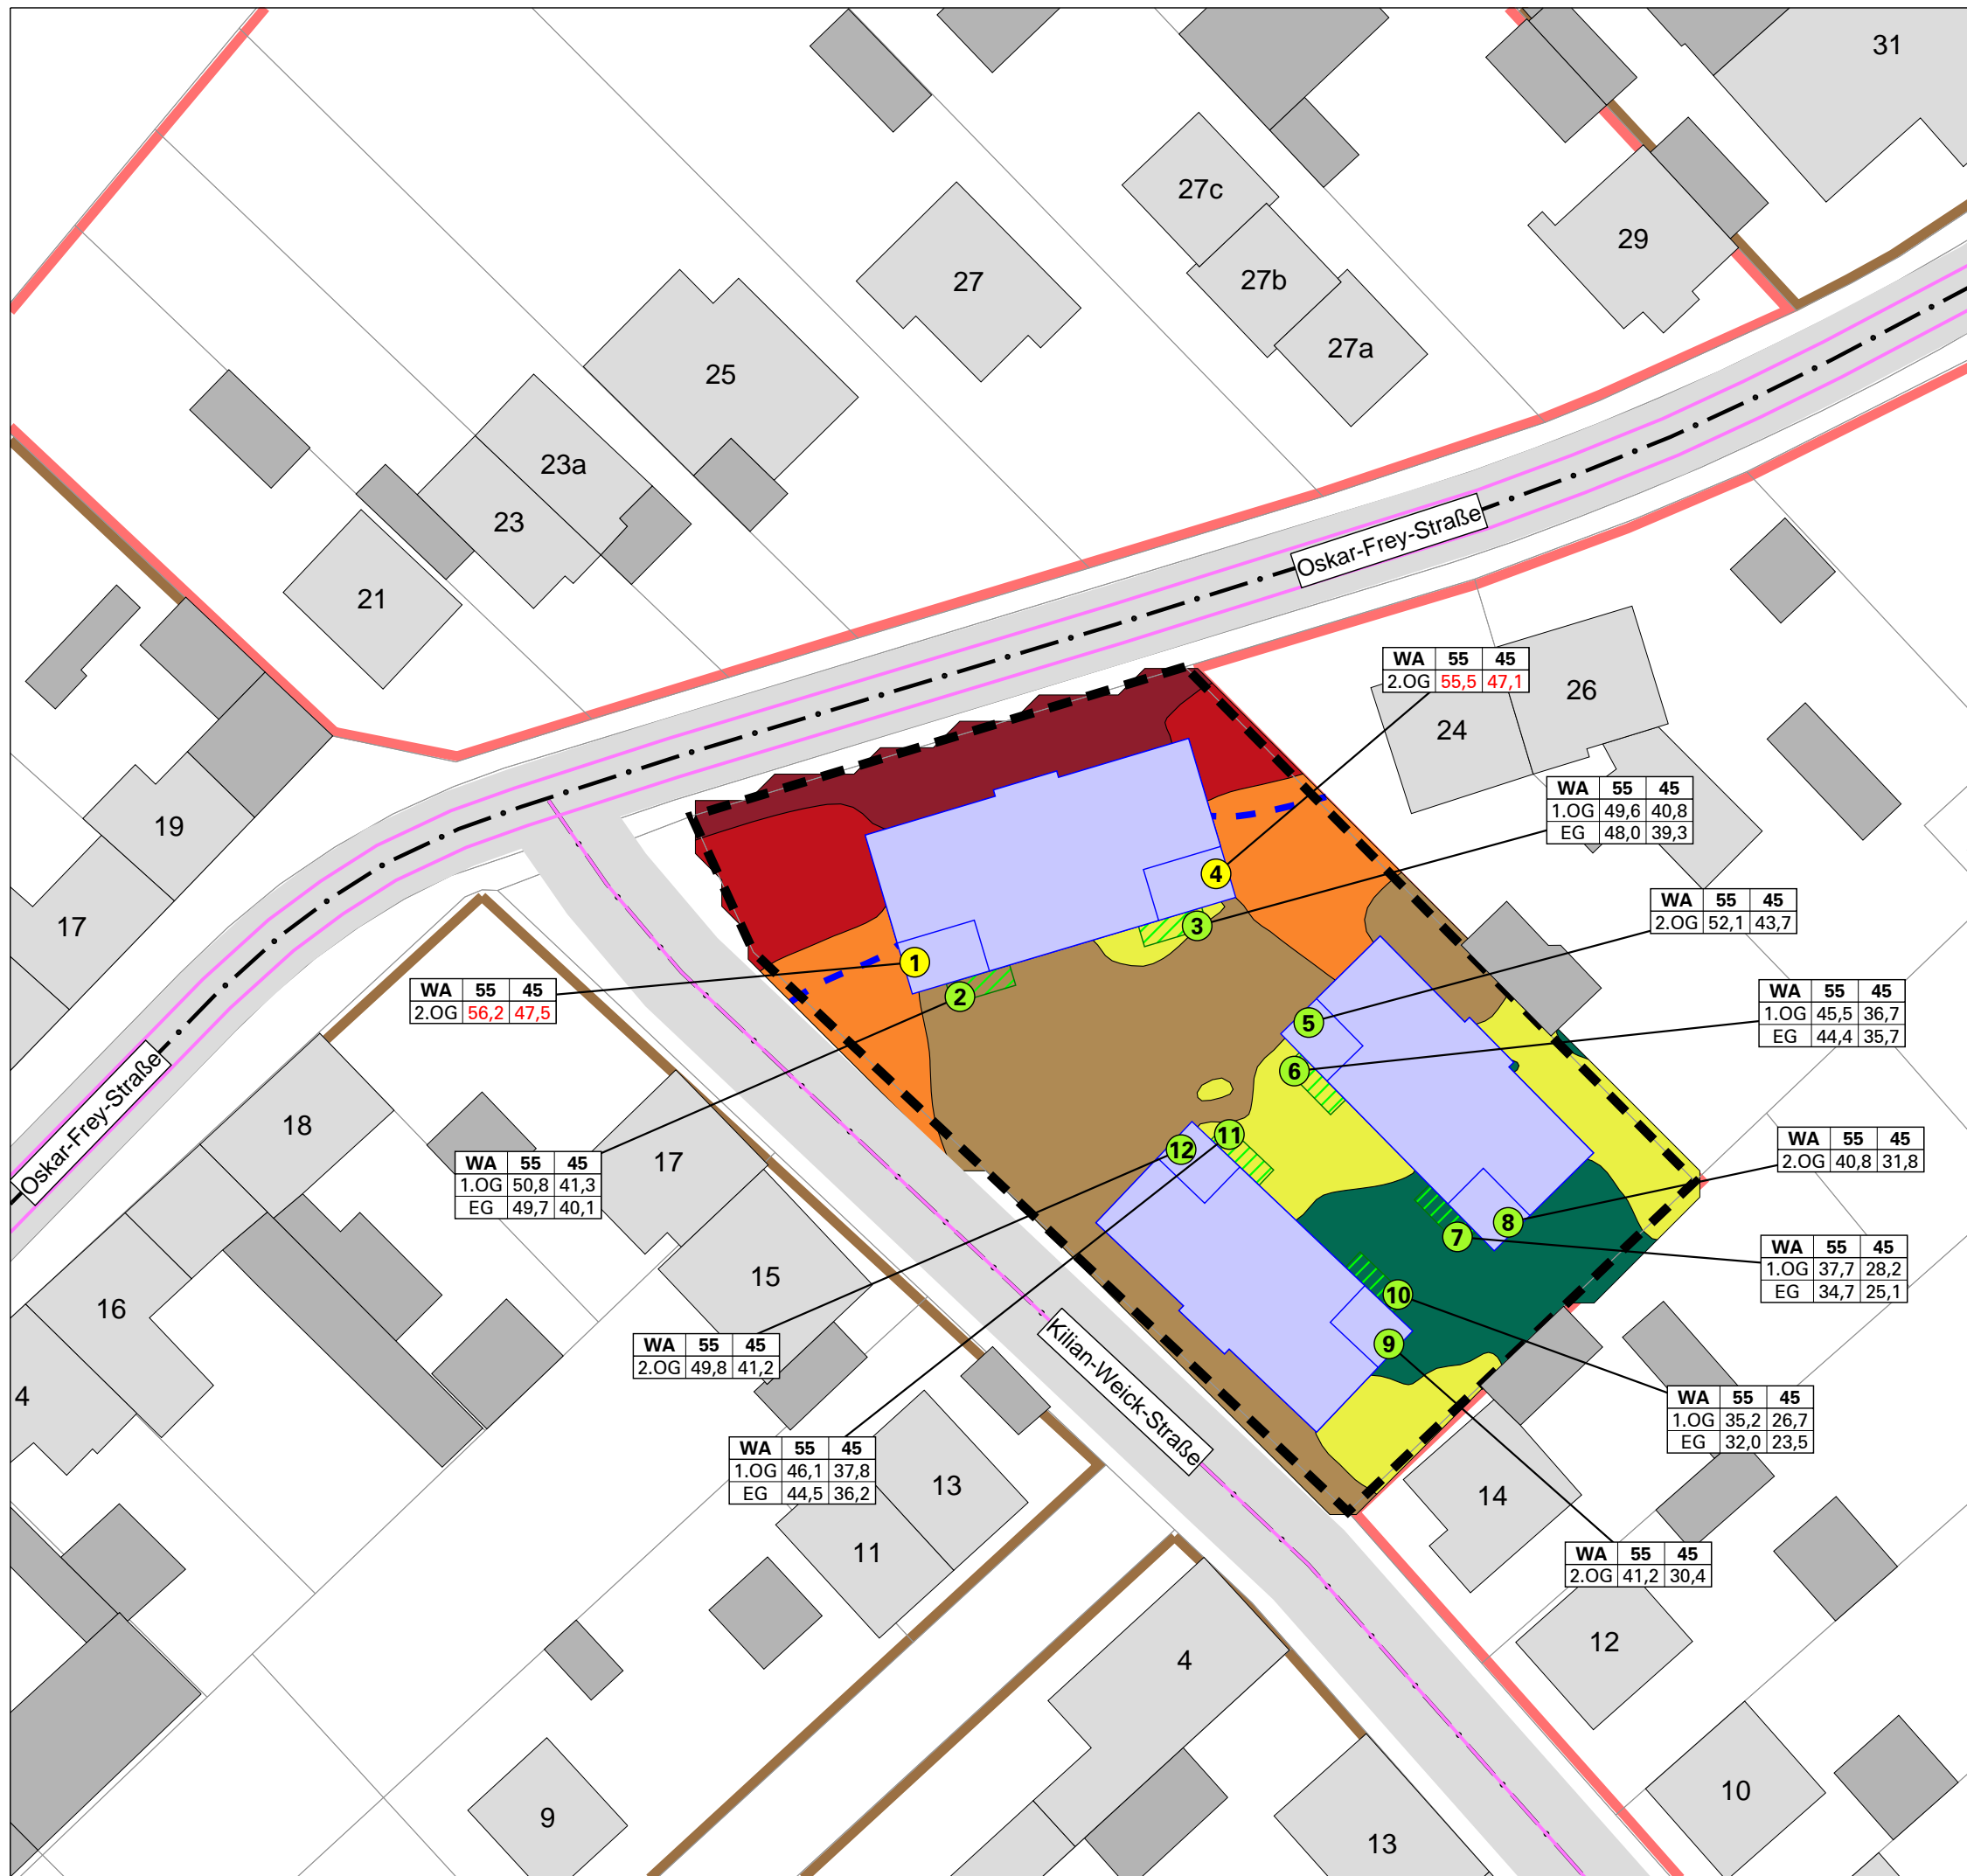 31
27c
29
27
27b
27a
25
23a
23
Oskar-Frey-Straße
21
WA 55 45
2.OG 55,5 47,1
26
24
19
WA 55 45
1.OG 49,6 40,8
EG 48,0 39,3
17
4
3
WA 55 45
2.OG 52,1 43,7
1
2
WA 55 45
2.OG 56,2 47,5
5
6
WA 55 45
1.OG 45,5 36,7
EG 44,4 35,7
Oskar-Frey-Straße
18
17
WA 55 45
1.OG 50,8 41,3
EG 49,7 40,1
11
12
WA 55 45
2.OG 40,8 31,8
8
7
15
16
WA 55 45
1.OG 37,7 28,2
EG 34,7 25,1
10
9
WA 55 45
2.OG 49,8 41,2
Kilian-Weick-Straße
4
WA 55 45
1.OG 35,2 26,7
EG 32,0 23,5
WA 55 45
1.OG 46,1 37,8
EG 44,5 36,2
13
14
11
WA 55 45
2.OG 41,2 30,4
12
4
10
9
13